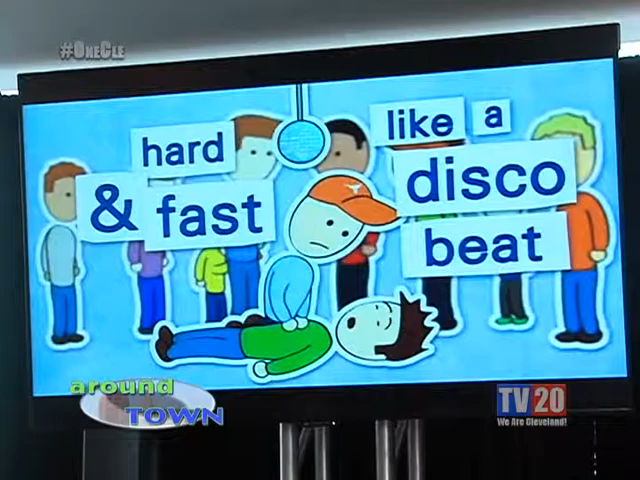 #OneCle
hard
& fast
like a
disco
beat
around
TOWN
TV20
We Are Cleveland!